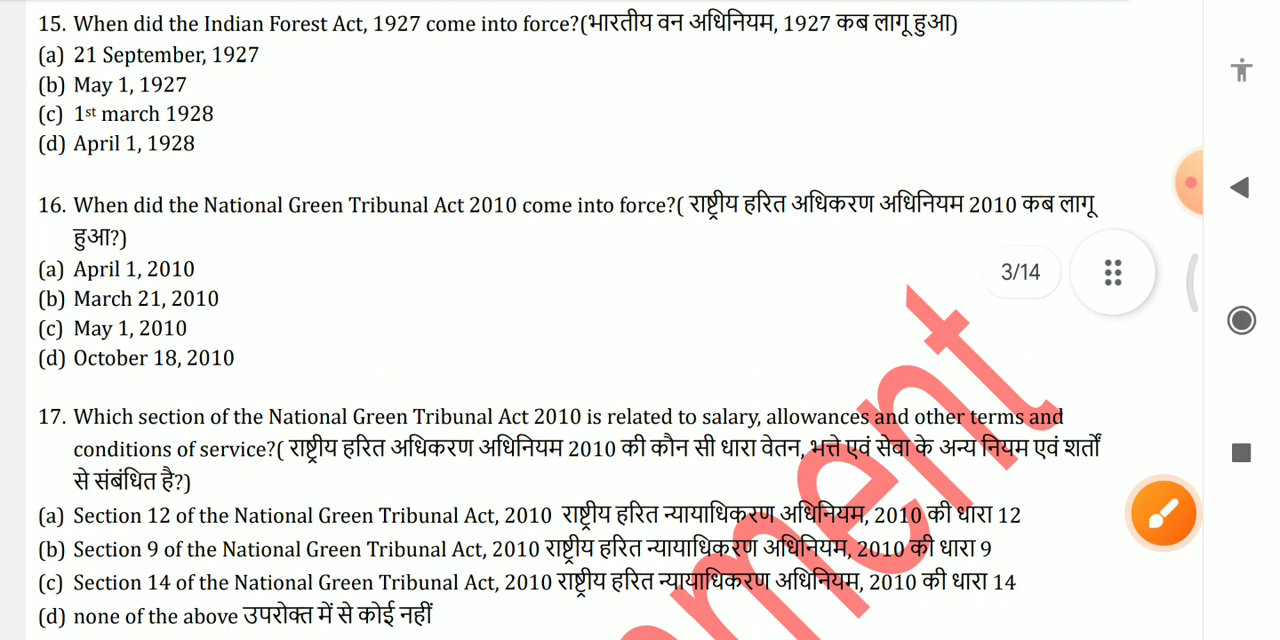 15. When did the Indian Forest Act, 1927 come into force?(भारतीय वन अधिनियम, 1927 कब लागू हुआ)
(a) 21 September, 1927
(b) May 1, 1927
(c) 1st march 1928
(d) April 1, 1928
16. When did the National Green Tribunal Act 2010 come into force?( राष्ट्रीय हरित अधिकरण अधिनियम 2010 कब लागू
हुआ?)
(a) April 1, 2010
(b) March 21, 2010
3/14
(c) May 1, 2010
(d) October 18, 2010
17. Which section of the National Green Tribunal Act 2010 is related to salary, allowances and other terms and
conditions of service?( राष्ट्रीय हरित अधिकरण अधिनियम 2010 की कौन सी धारा वेतन, भत्ते एवं सेवा के अन्य नियम एवं शर्तों
से संबंधित है?)
(a) Section 12 of the National Green Tribunal Act, 2010 राष्ट्रीय हरित न्यायाधिकरण अधिनियम, 2010 की धारा 12
(b) Section 9 of the National Green Tribunal Act, 2010 राष्ट्रीय हरित न्यायाधिकरण अधिनियम, 2010 की धारा 9
(c) Section 14 of the National Green Tribunal Act, 2010 राष्ट्रीय हरित न्यायाधिकरण अधिनियम, 2010 की धारा 14
(d) none of the above उपरोक्त में से कोई नहीं